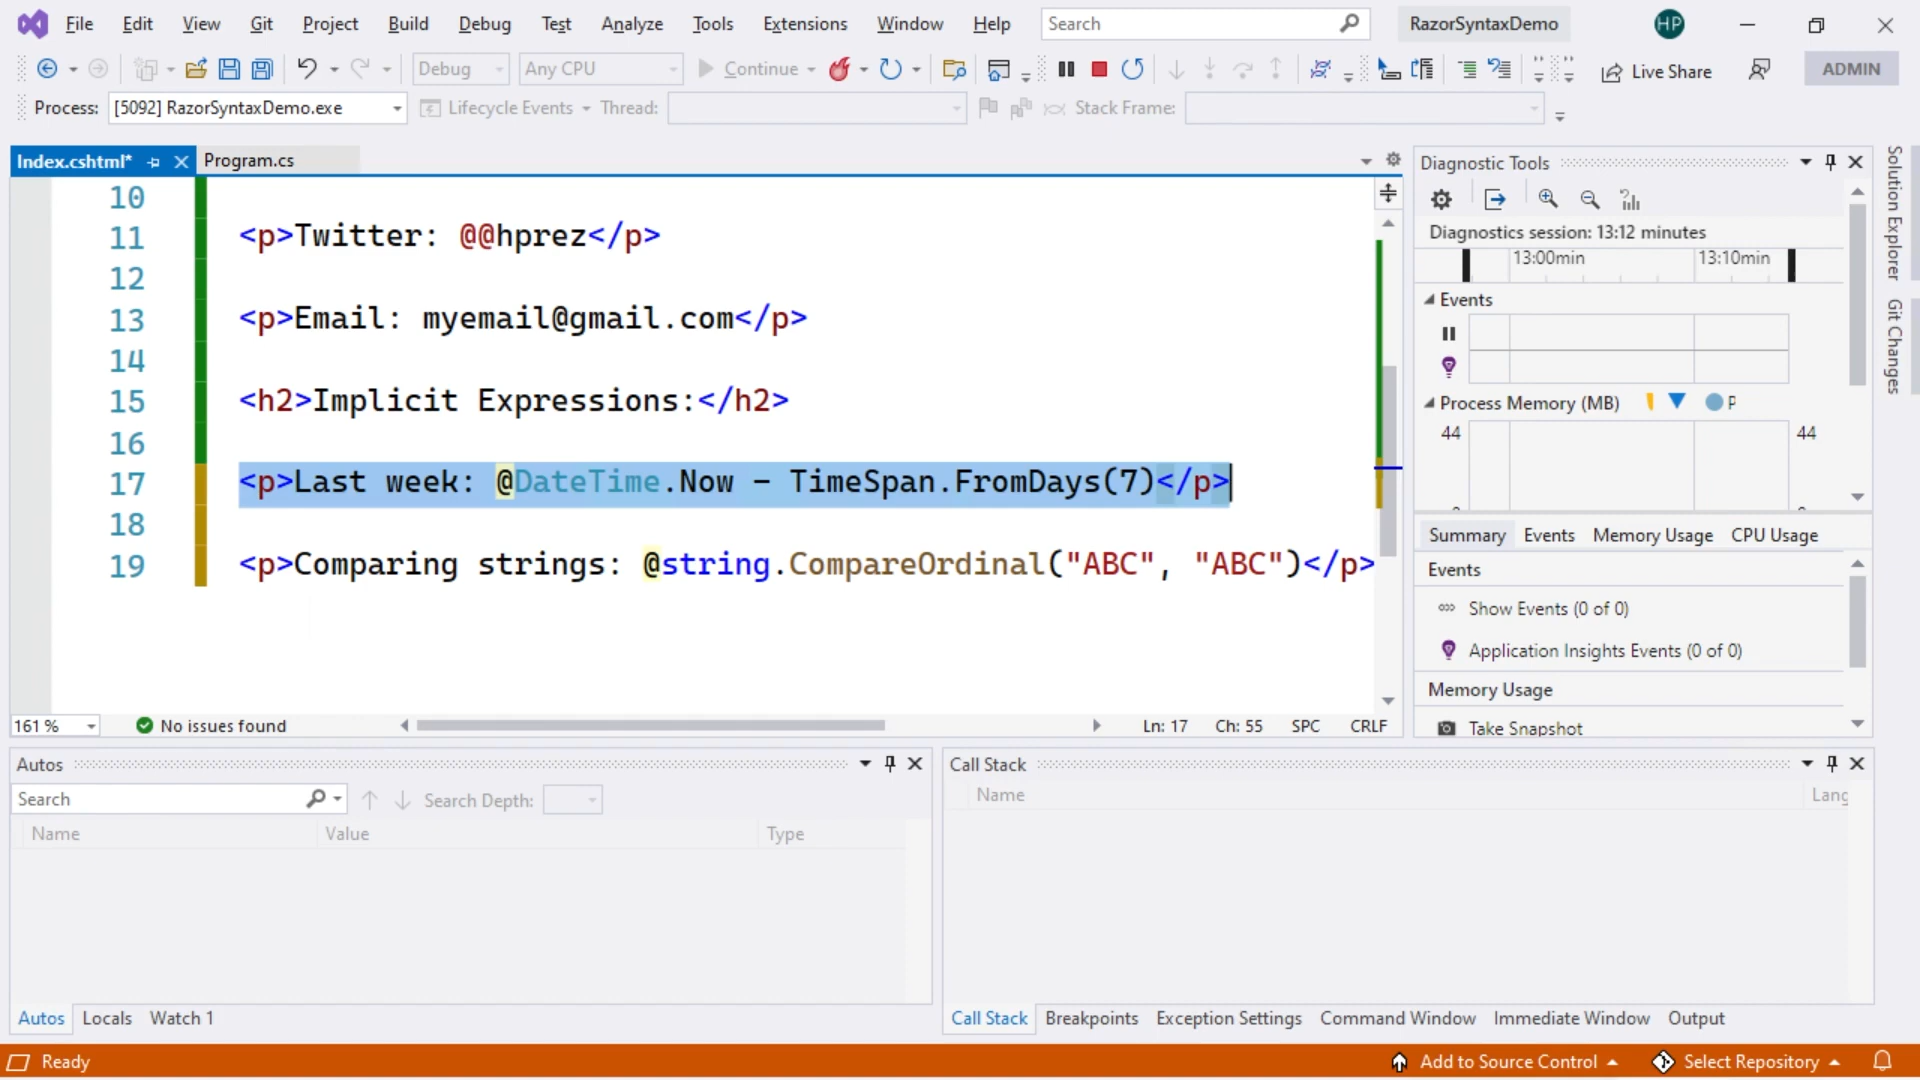 File Edit View Git Project Build Debug Test Analyze Tools Extensions Window Help Search RazorSyntaxDemo HP
Debug Any CPU Continue Live Share ADMIN
Process: [5092] RazorSyntaxDemo.exe Lifecycle Events Thread: Stack Frame:
Index.cshtml* Program.cs
10
11 <p>Twitter: @@hprez</p>
12
13 <p>Email: myemail@gmail.com</p>
14
15 <h2>Implicit Expressions:</h2>
16
17 <p>Last week: @DateTime.Now - TimeSpan.FromDays(7)</p>
18
19 <p>Comparing strings: @string.CompareOrdinal("ABC", "ABC")</p>
161 % No issues found Ln: 17 Ch: 55 SPC CRLF
Diagnostic Tools
Diagnostics session: 13:12 minutes
13:00min 13:10min
Events
Process Memory (MB) P
44 44
Summary Events Memory Usage CPU Usage
Events
Show Events (0 of 0)
Application Insights Events (0 of 0)
Memory Usage
Take Snapshot
Solution Explorer
Git Changes
Autos
Search Search Depth:
Name Value Type
Autos Locals Watch 1
Call Stack
Name Lang
Call Stack Breakpoints Exception Settings Command Window Immediate Window Output
Ready Add to Source Control Select Repository